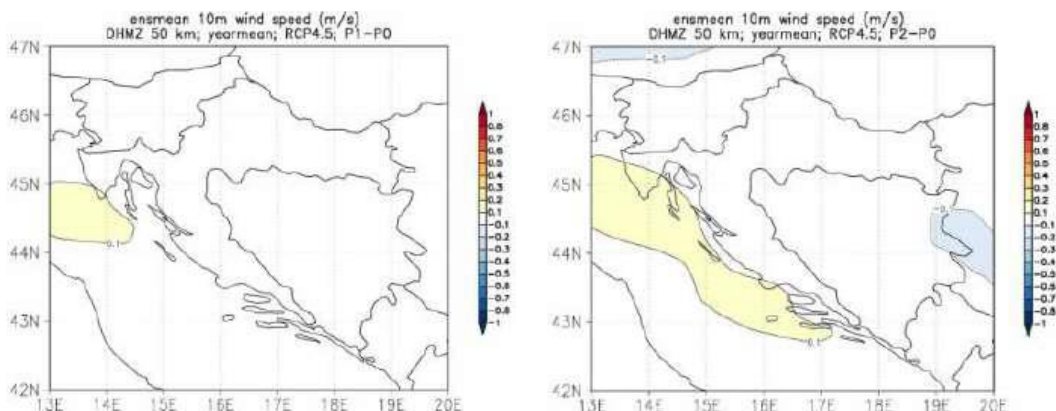 ensmean 10m wind speed (m/s)
DHMZ 50 km; yearmean; RCP4.5; P1-P0
47N
46N
45N
44N
43N
42N
13E 14E 15E 16E 17E 18E 19E 20E
0.1
1
0.8
0.7
0.6
0.5
0.4
0.3
0.2
0.1
-0.1
-0.2
-0.3
-0.4
-0.5
-0.6
-0.7
-0.8
-1
ensmean 10m wind speed (m/s)
DHMZ 50 km; yearmean; RCP4.5; P2-P0
47N
46N
45N
44N
43N
42N
13E 14E 15E 16E 17E 18E 19E 20E
-0.1
0.1
1
0.8
0.7
0.6
0.5
0.4
0.3
0.2
0.1
-0.1
-0.2
-0.3
-0.4
-0.5
-0.6
-0.7
-0.8
-1